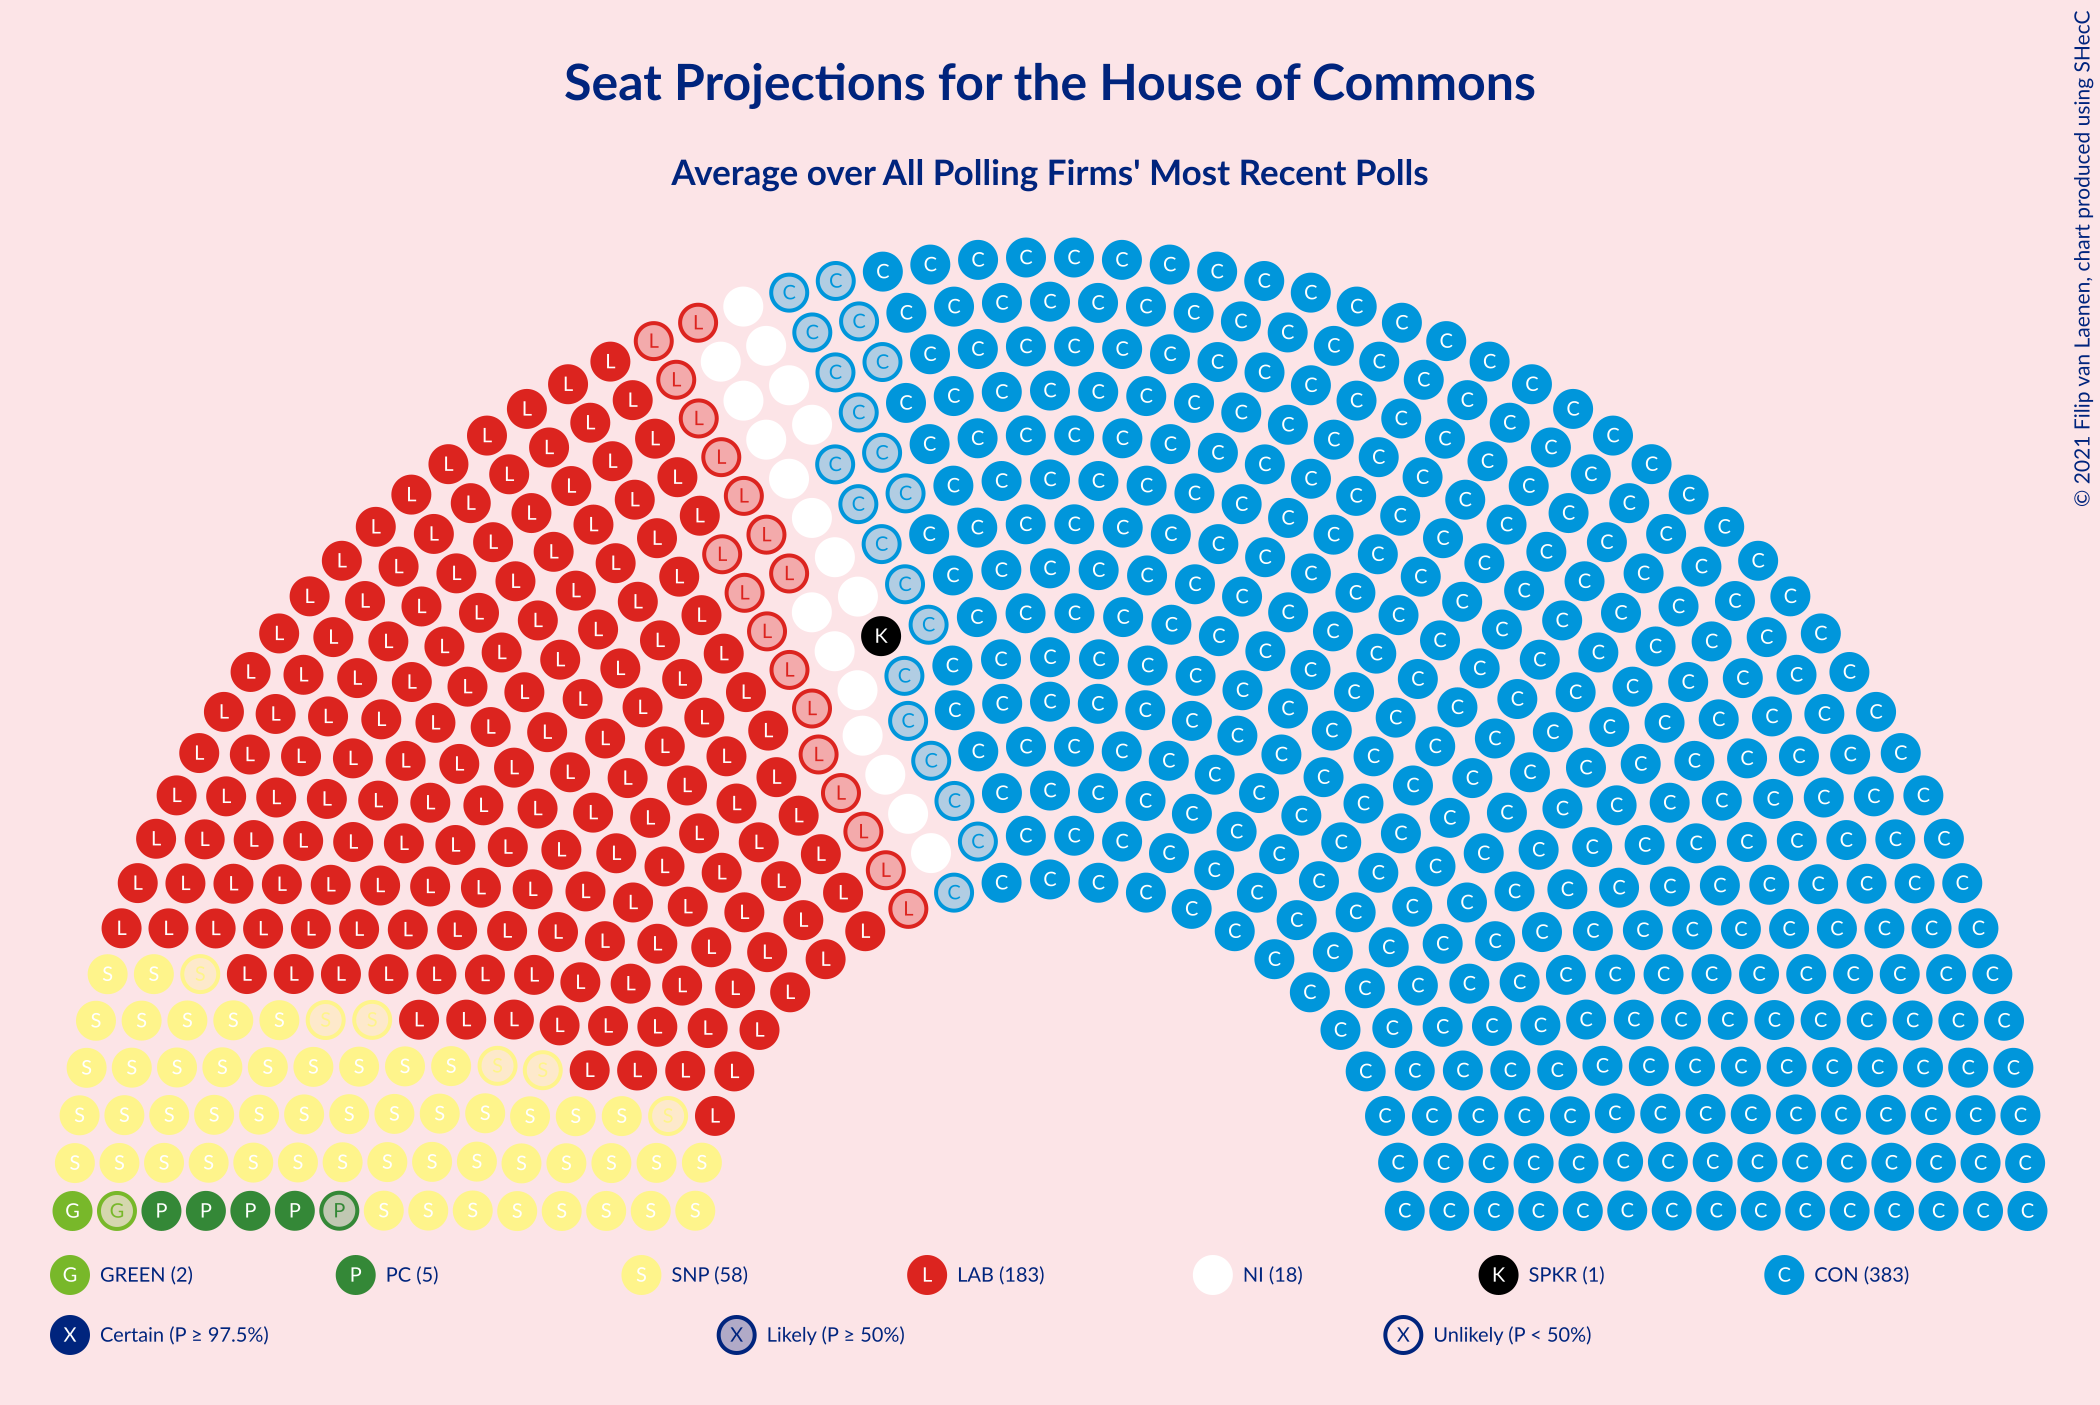 Seat Projections for the House of Commons
Average over All Polling Firms' Most Recent Polls
© 2021 Filip van Laenen, chart produced using SHecC
G GREEN (2)
P PC (5)
S SNP (58)
L LAB (183)
NI (18)
K SPKR (1)
C CON (383)
X Certain (P ≥ 97.5%)
X Likely (P ≥ 50%)
X Unlikely (P < 50%)